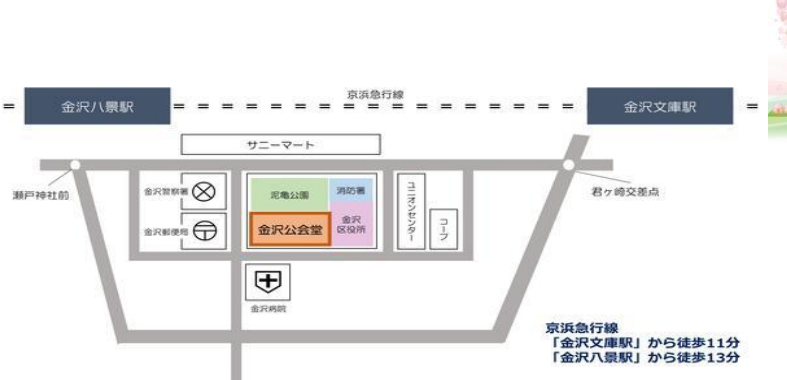 京浜急行線
金沢八景駅
金沢文庫駅
サニーマート
瀬戸神社前
君ヶ崎交差点
金沢警察署
泥亀公園
消防署
ユニオンセンター
コープ
金沢郵便局
金沢公会堂
金沢
区役所
金沢病院
京浜急行線
「金沢文庫駅」から徒歩11分
「金沢八景駅」から徒歩13分